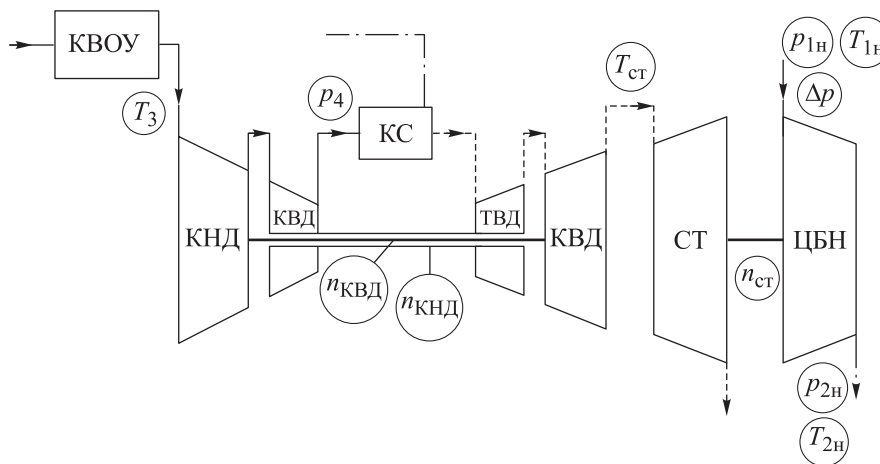 КВОУ
p1н
T1н
Tст
Δp
T3
p4
КС
КВД
ТВД
КНД
КВД
СТ
ЦБН
nКВД
nКНД
nст
p2н
T2н